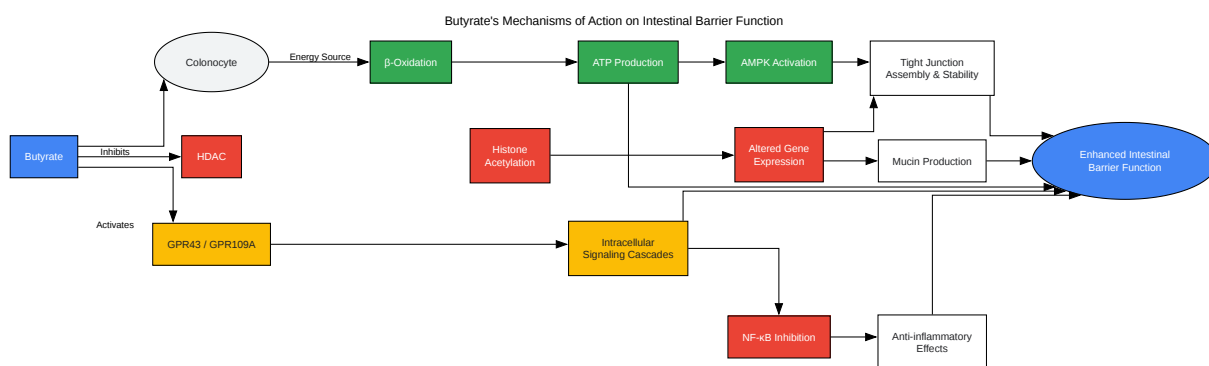 Butyrate's Mechanisms of Action on Intestinal Barrier Function
Colonocyte
Energy Source
β-Oxidation
ATP Production
AMPK Activation
Tight Junction
Assembly & Stability
Butyrate
Inhibits
HDAC
Histone
Acetylation
Altered Gene
Expression
Mucin Production
Enhanced Intestinal
Barrier Function
Activates
GPR43 / GPR109A
Intracellular
Signaling Cascades
NF-κB Inhibition
Anti-inflammatory
Effects